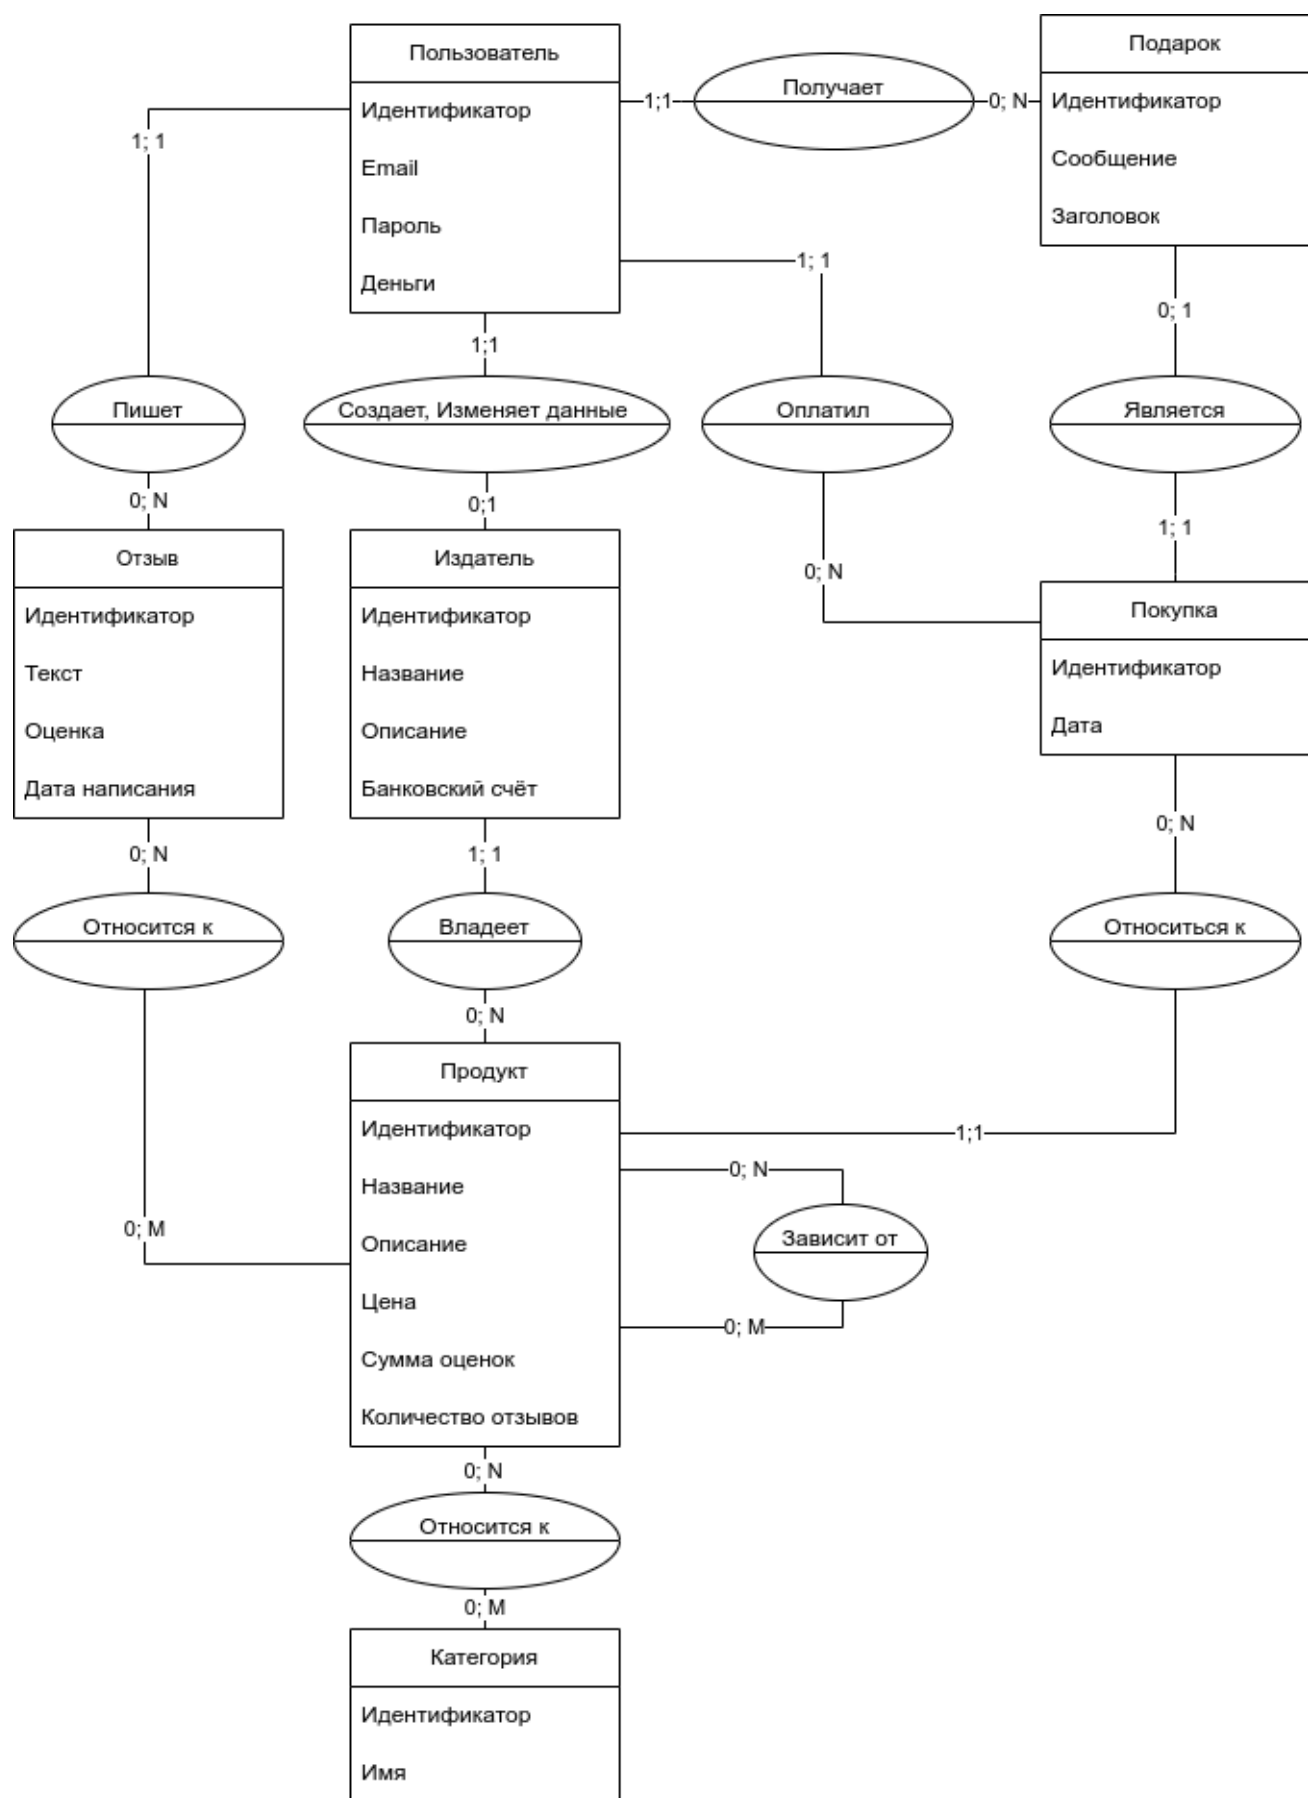 Пользователь
Идентификатор
Email
Пароль
Деньги
1;1
Получает
0; N
Подарок
Идентификатор
Сообщение
Заголовок
1; 1
1; 1
0; 1
1;1
Пишет
Создает, Изменяет данные
Оплатил
Является
0; N
0;1
0; N
1; 1
Отзыв
Идентификатор
Текст
Оценка
Дата написания
Издатель
Идентификатор
Название
Описание
Банковский счёт
Покупка
Идентификатор
Дата
0; N
1; 1
0; N
Относится к
Владеет
Относиться к
0; N
Продукт
Идентификатор
Название
Описание
Цена
Сумма оценок
Количество отзывов
1;1
0; N
Зависит от
0; M
0; M
0; N
Относится к
0; M
Категория
Идентификатор
Имя